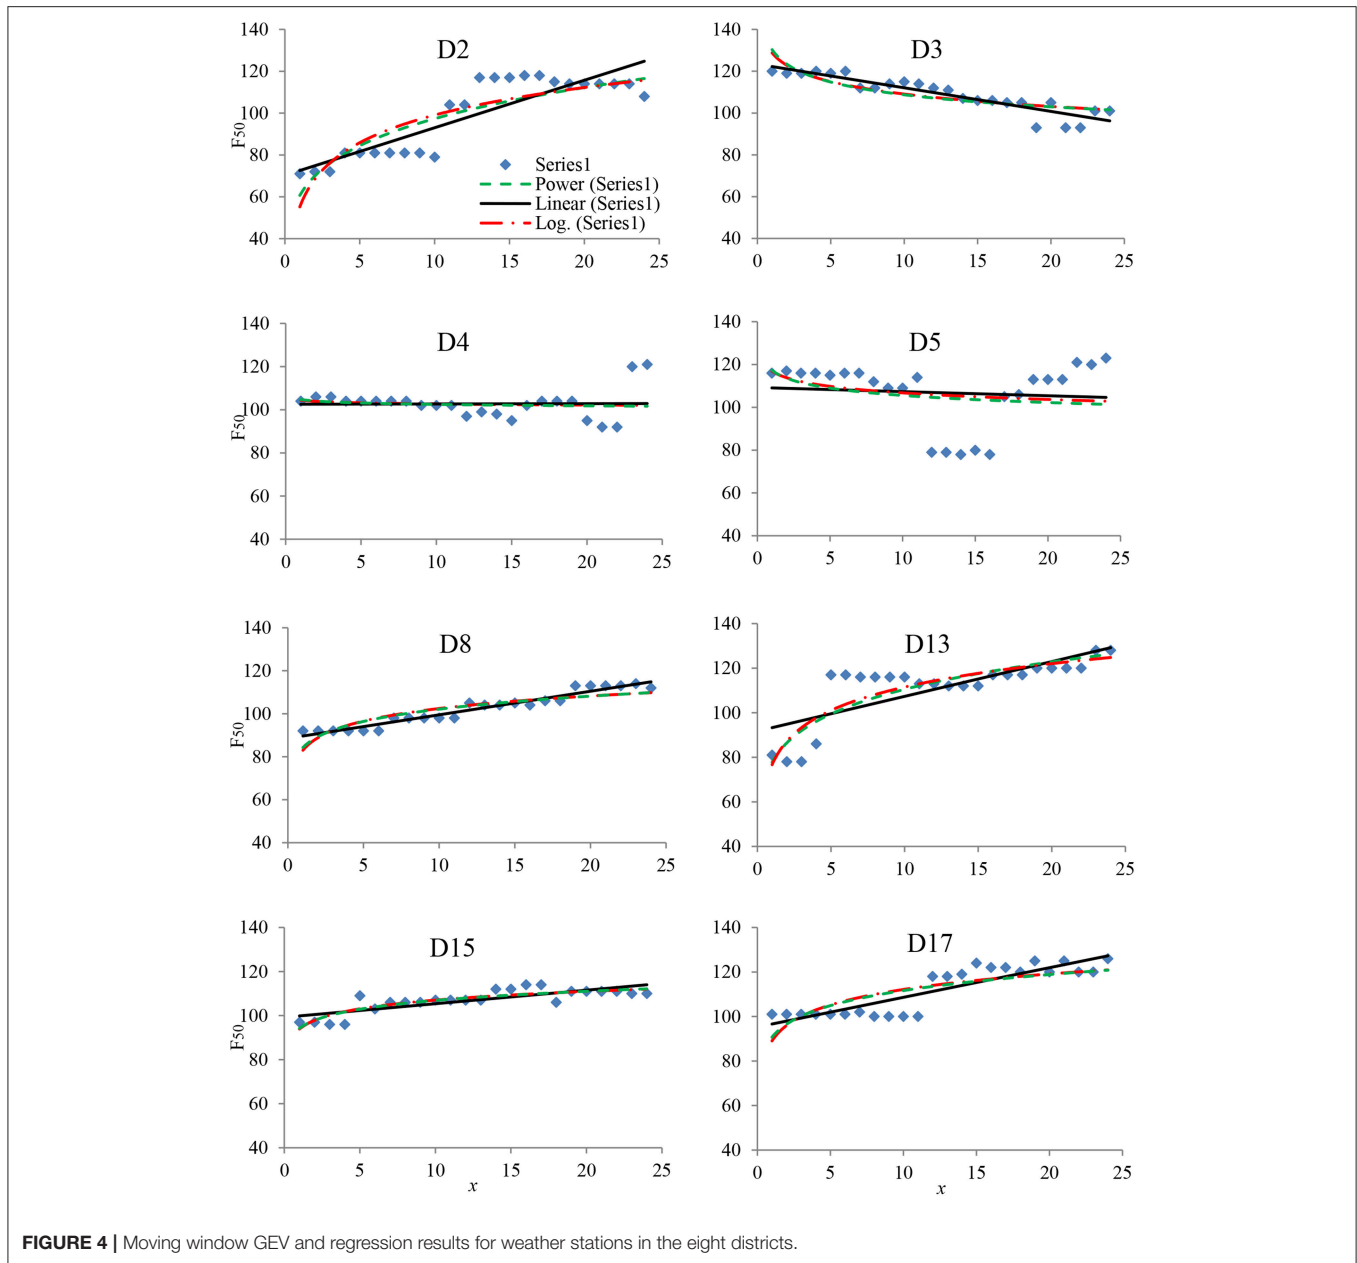 D2
140
120
100
80
60
40
F50
0 5 10 15 20 25
Series1
Power (Series1)
Linear (Series1)
Log. (Series1)
D3
140
120
100
80
60
40
0 5 10 15 20 25
D4
140
120
100
80
60
40
F50
0 5 10 15 20 25
D5
140
120
100
80
60
40
0 5 10 15 20 25
D8
140
120
100
80
60
40
F50
0 5 10 15 20 25
D13
140
120
100
80
60
40
0 5 10 15 20 25
D15
140
120
100
80
60
40
F50
0 5 10 15 20 25
x
D17
140
120
100
80
60
40
0 5 10 15 20 25
x
FIGURE 4 | Moving window GEV and regression results for weather stations in the eight districts.